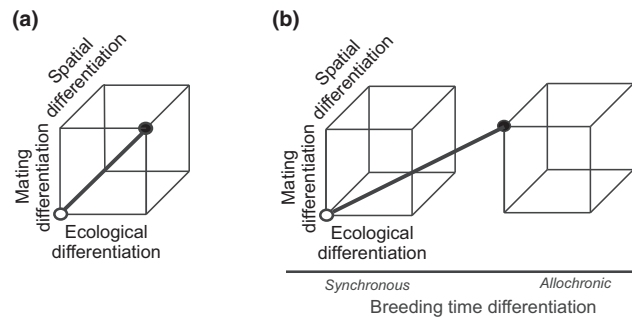 (a)
Spatial
differentiation
Mating
differentiation
Ecological
differentiation
(b)
Spatial
differentiation
Mating
differentiation
Ecological
differentiation
Synchronous
Allochronic
Breeding time differentiation